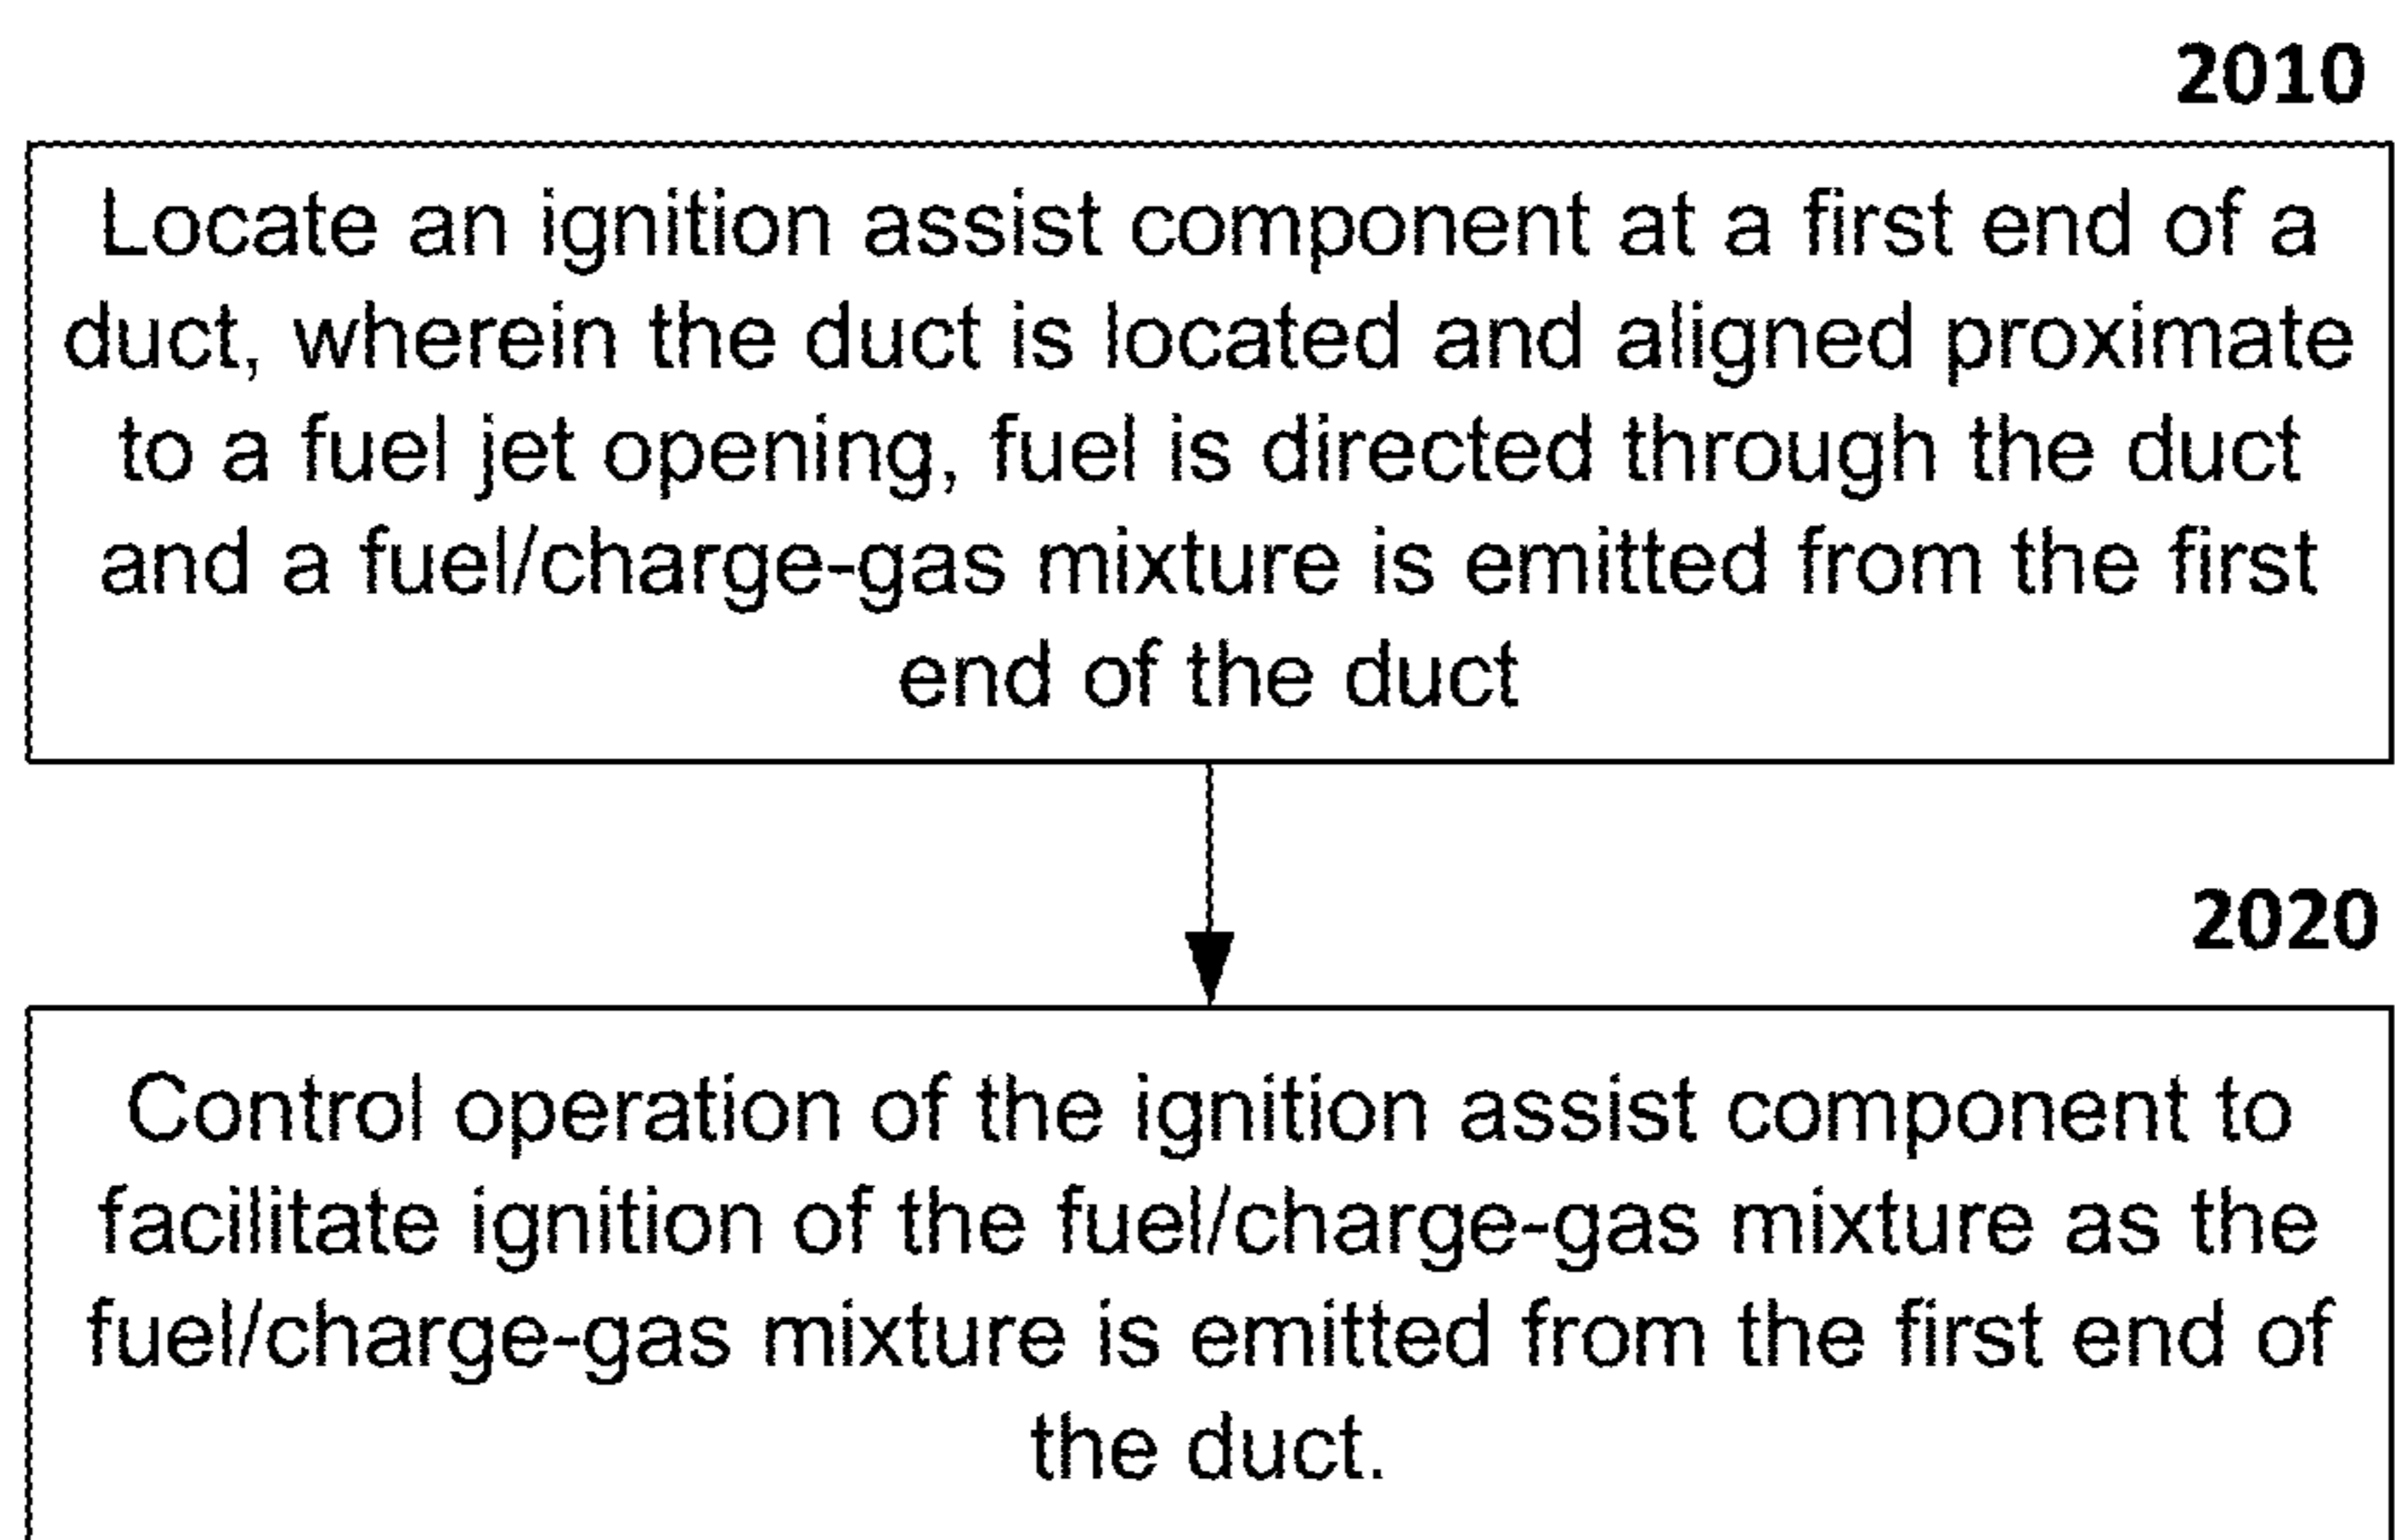 2010
Locate an ignition assist component at a first end of a
duct, wherein the duct is located and aligned proximate
to a fuel jet opening, fuel is directed through the duct
and a fuel/charge-gas mixture is emitted from the first
end of the duct
2020
Control operation of the ignition assist component to
facilitate ignition of the fuel/charge-gas mixture as the
fuel/charge-gas mixture is emitted from the first end of
the duct.